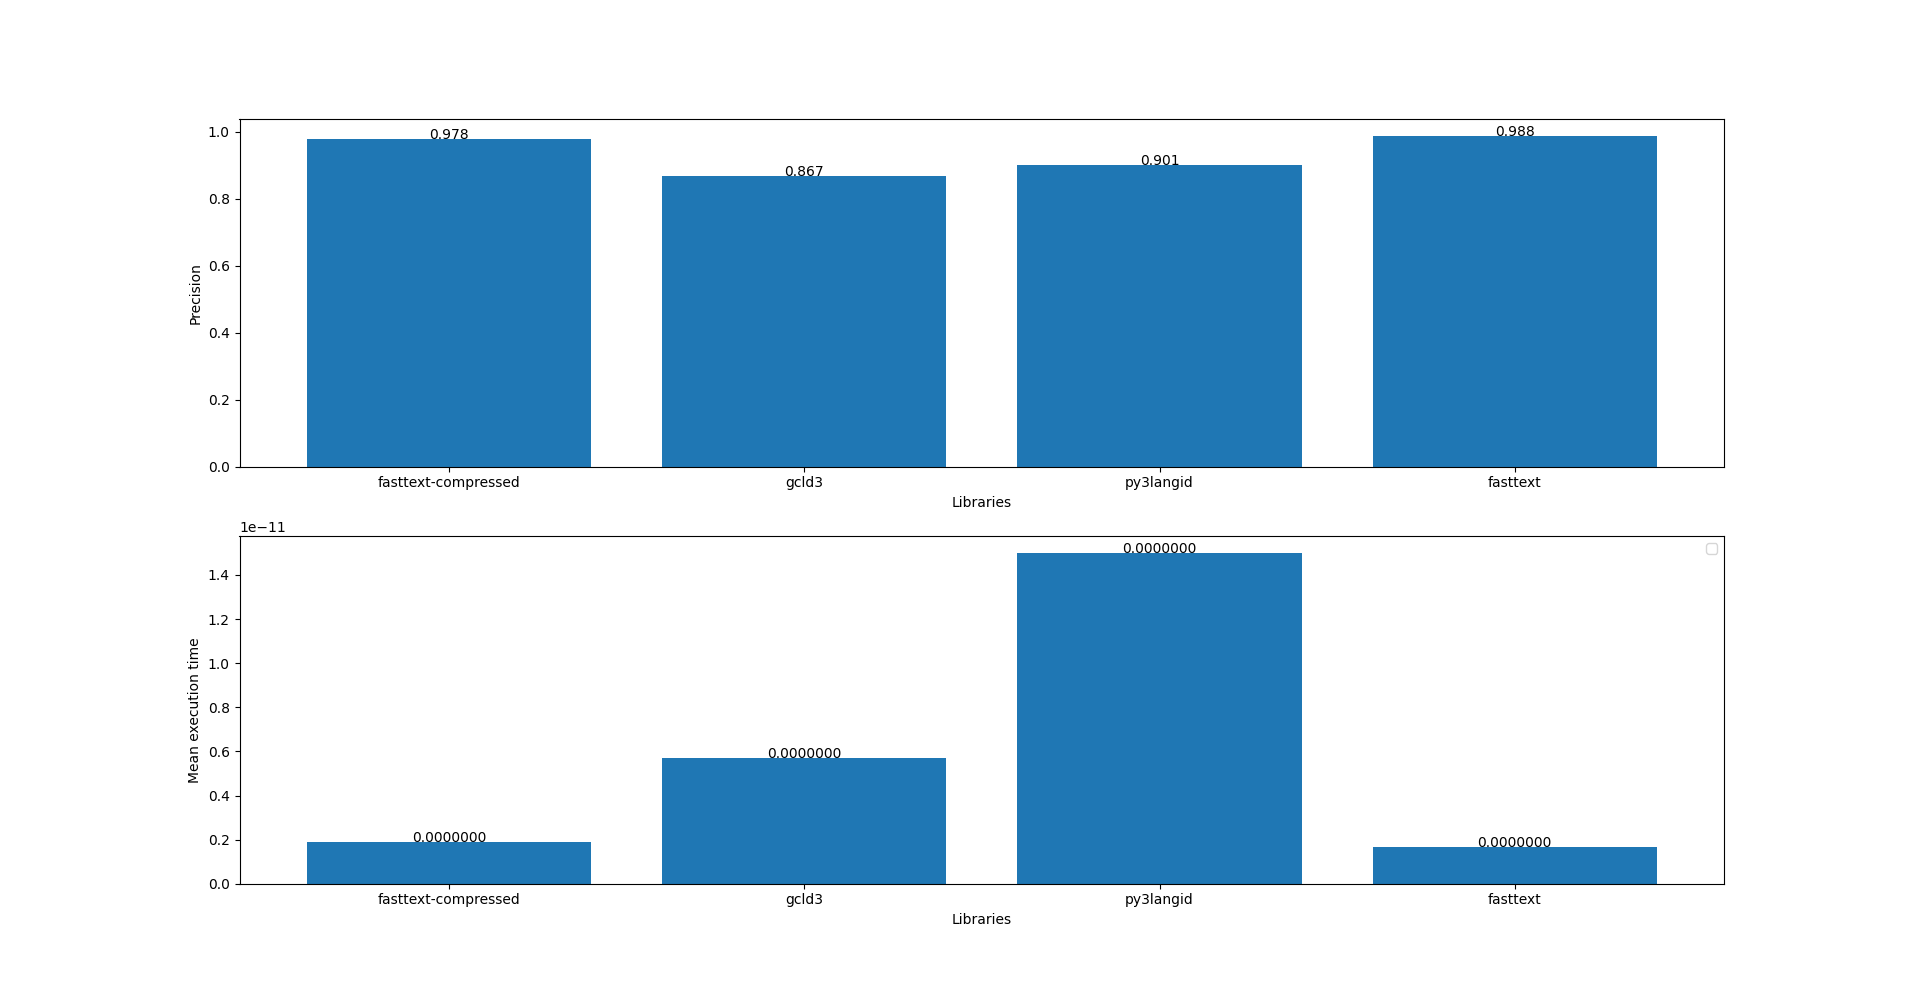 1.0
0.8
0.6
0.4
0.2
0.0
Precision
0.978
0.867
0.901
0.988
fasttext-compressed
gcld3
py3langid
fasttext
Libraries
1e−11
1.4
1.2
1.0
0.8
0.6
0.4
0.2
0.0
Mean execution time
0.0000000
0.0000000
0.0000000
0.0000000
fasttext-compressed
gcld3
py3langid
fasttext
Libraries